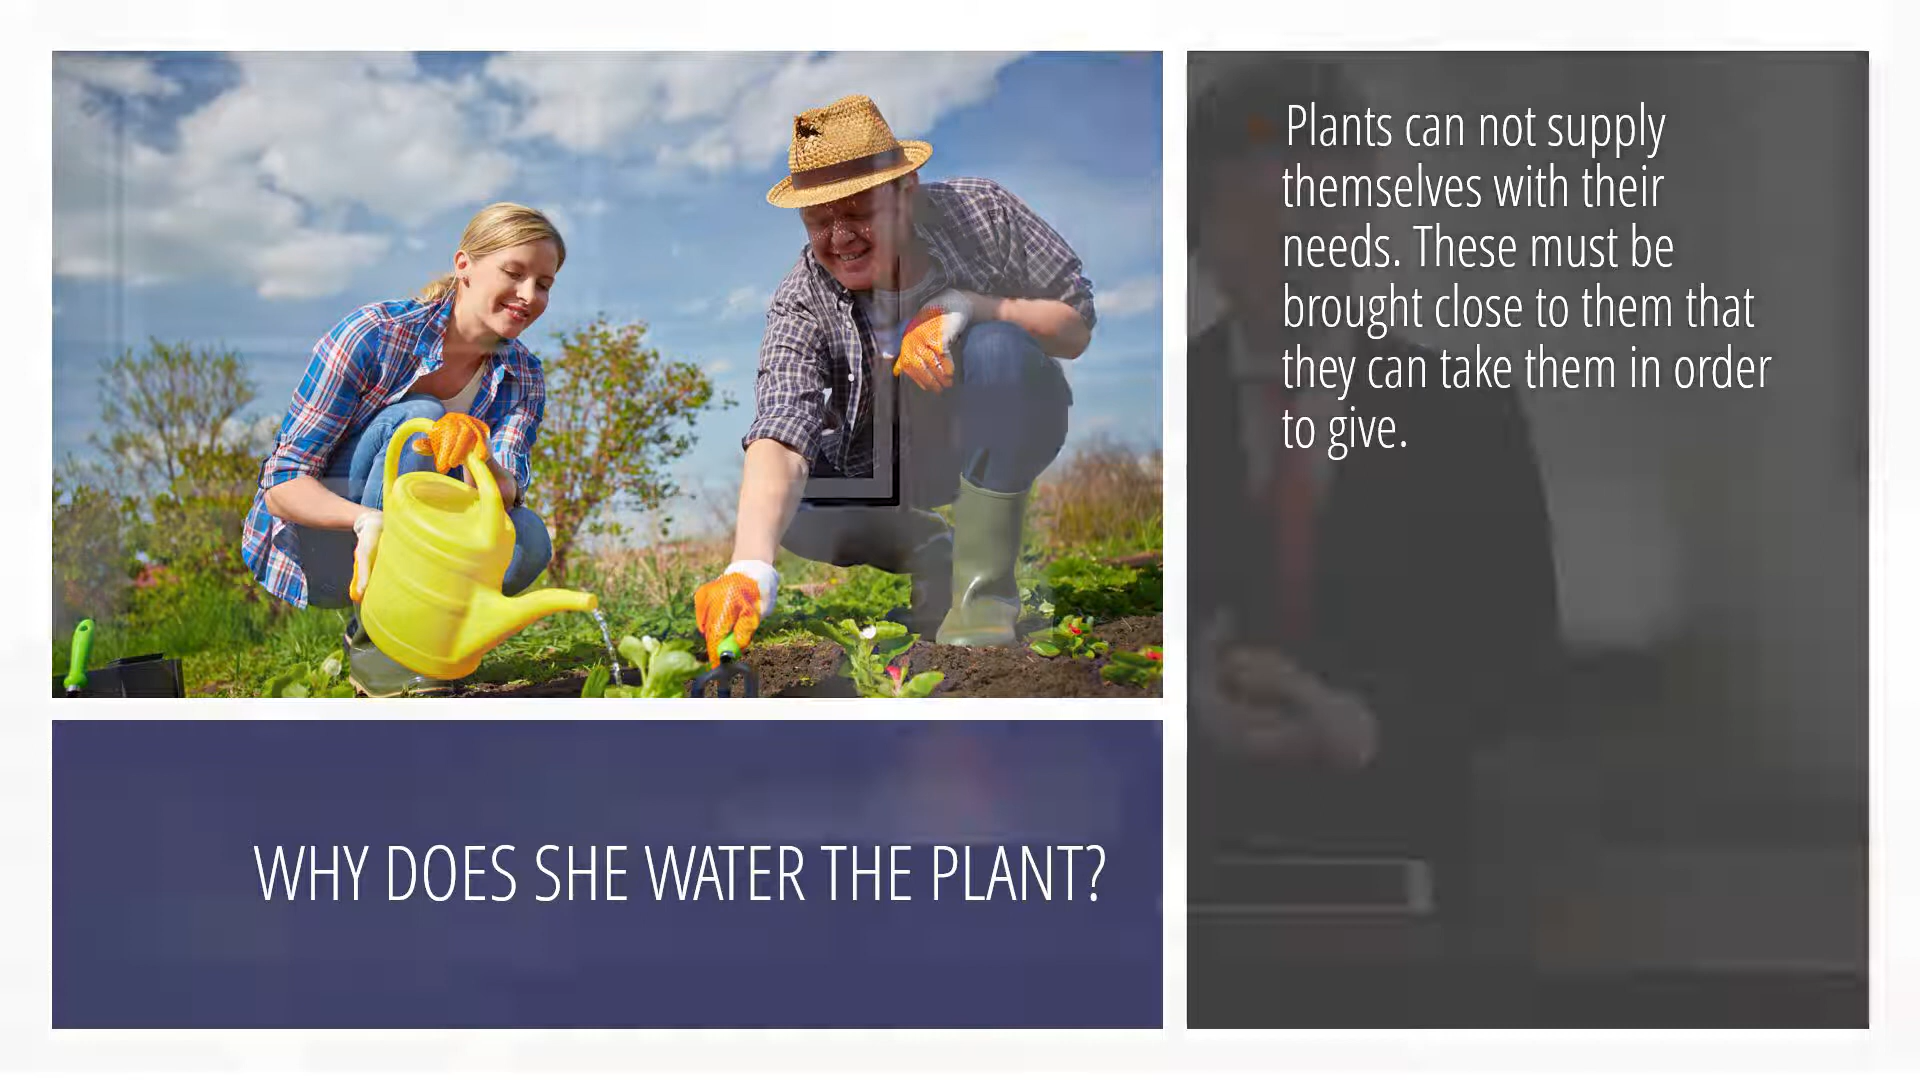 WHY DOES SHE WATER THE PLANT?
Plants can not supply
themselves with their
needs. These must be
brought close to them that
they can take them in order
to give.